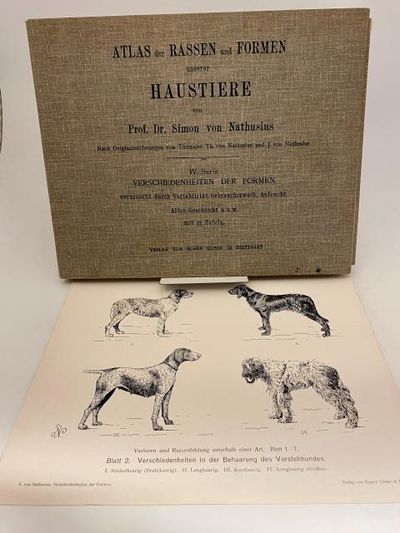 ATLAS der RASSEN und FORMEN
unserer
HAUSTIERE
von
Prof. Dr. Simon von Nathusius
Nach Originalzeichnungen von Tiermaler Th. von Nathusius und J. von Nathusius
IV. Serie
VERSCHIEDENHEITEN DER FORMEN,
verursacht durch Variabilität, Gebrauchszweck, Aufzucht,
Alter, Geschlecht u. s. w.
mit 25 Tafeln.
VERLAG VON EUGEN ULMER IN STUTTGART
III.
IV.
Variieren und Rassenbildung innerhalb einer Art. Blatt 1–7.
Blatt 2. Verschiedenheiten in der Behaarung des Vorstehhundes.
I. Stichelhaarig (Drahthaarig). II. Langhaarig. III. Kurzhaarig. IV. Langhaarig (Griffon).
S. von Nathusius, Verschiedenheiten der Formen.
Verlag von Eugen Ulmer in